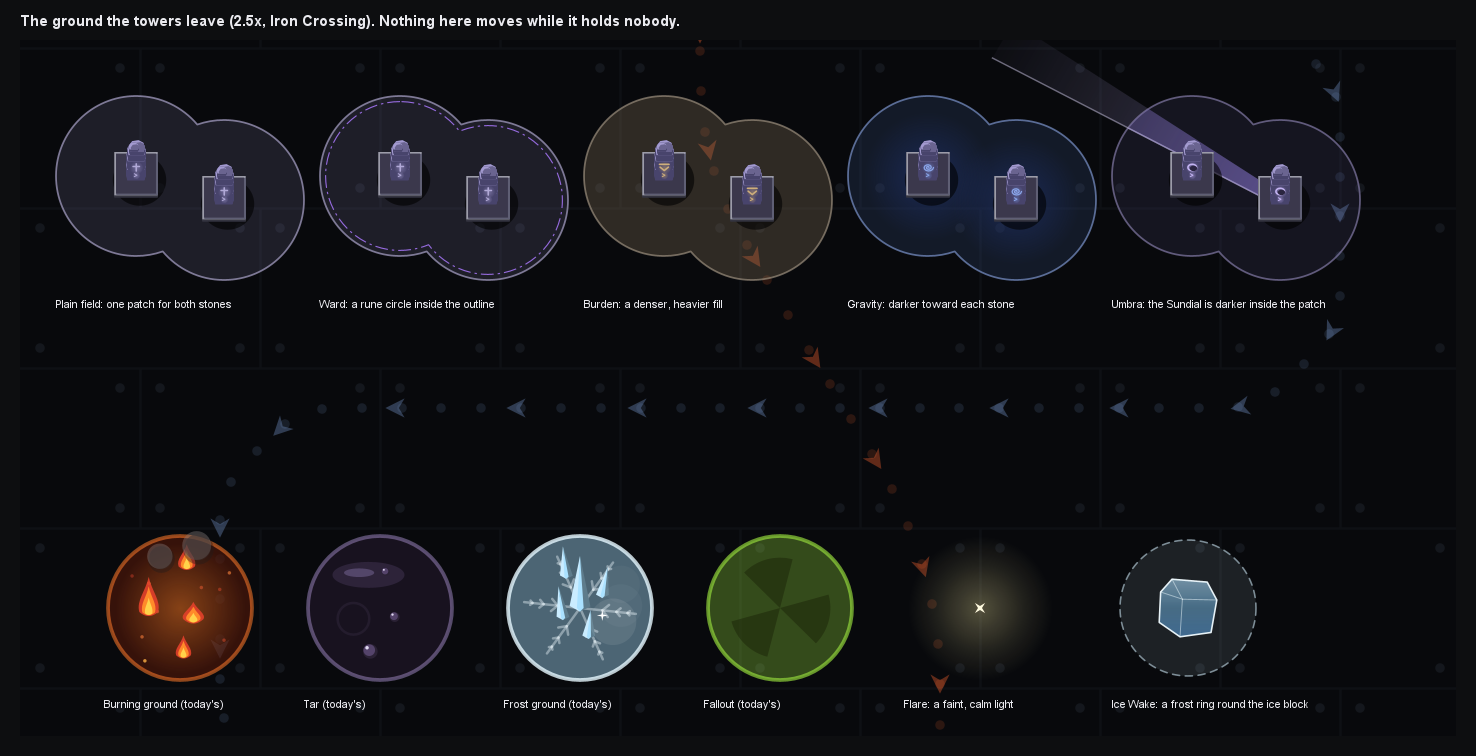 The ground the towers leave (2.5x, Iron Crossing). Nothing here moves while it holds nobody.
Plain field: one patch for both stones
Ward: a rune circle inside the outline
Burden: a denser, heavier fill
Gravity: darker toward each stone
Umbra: the Sundial is darker inside the patch
Burning ground (today's)
Tar (today's)
Frost ground (today's)
Fallout (today's)
Flare: a faint, calm light
Ice Wake: a frost ring round the ice block